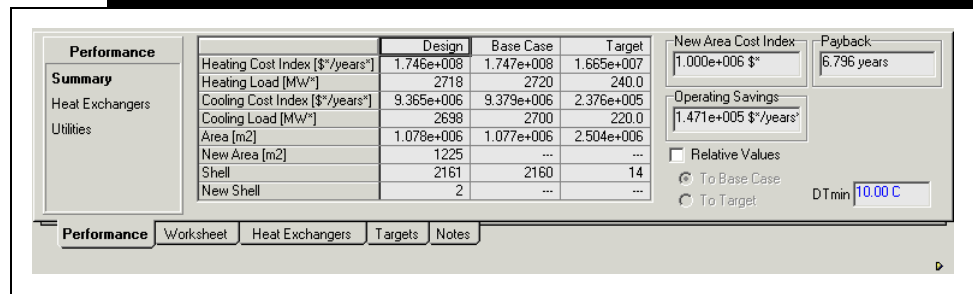 Performance
Summary
Heat Exchangers
Utilities
Design Base Case Target
Heating Cost Index [$*/years*] 1.746e+008 1.747e+008 1.665e+007
Heating Load [MW*] 2718 2720 240.0
Cooling Cost Index [$*/years*] 9.365e+006 9.379e+006 2.376e+005
Cooling Load [MW*] 2698 2700 220.0
Area [m2] 1.078e+006 1.077e+006 2.504e+006
New Area [m2] 1225 --- ---
Shell 2161 2160 14
New Shell 2 --- ---
New Area Cost Index
1.000e+006 $*
Payback
6.796 years
Operating Savings
1.471e+005 $*/years*
Relative Values
To Base Case
To Target
DTmin 10.00 C
Performance Worksheet Heat Exchangers Targets Notes